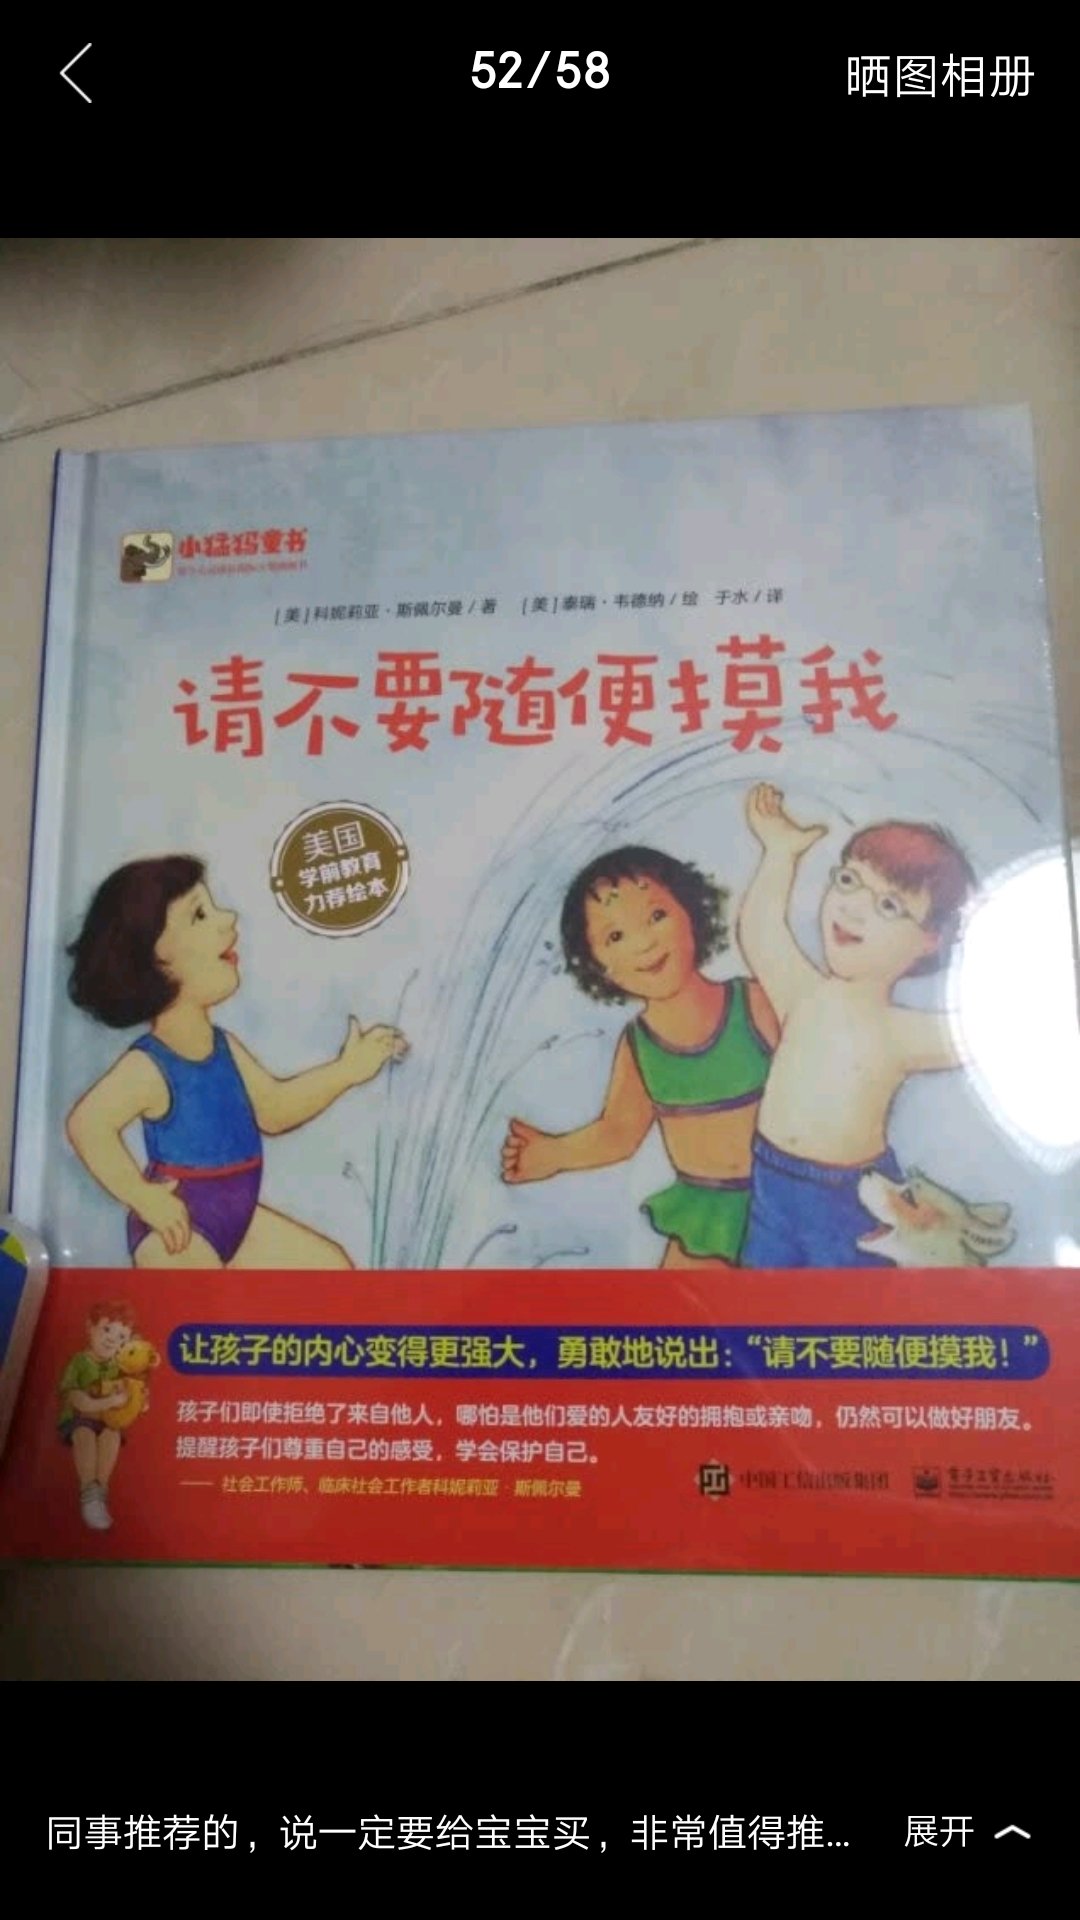 52/58
晒图相册
小猛犸童书
[美]科妮莉亚·斯佩尔曼/著 [美]泰瑞·韦德纳/绘 于水/译
请不要随便摸我
美国
学前教育
力荐绘本
让孩子的内心变得更强大，勇敢地说出：“请不要随便摸我！”
孩子们即使拒绝了来自他人，哪怕是他们爱的人友好的拥抱或亲吻，仍然可以做好朋友。
提醒孩子们尊重自己的感受，学会保护自己。
—— 社会工作师、临床社会工作者科妮莉亚·斯佩尔曼
中国工信出版集团
电子工业出版社
同事推荐的，说一定要给宝宝买，非常值得推...
展开